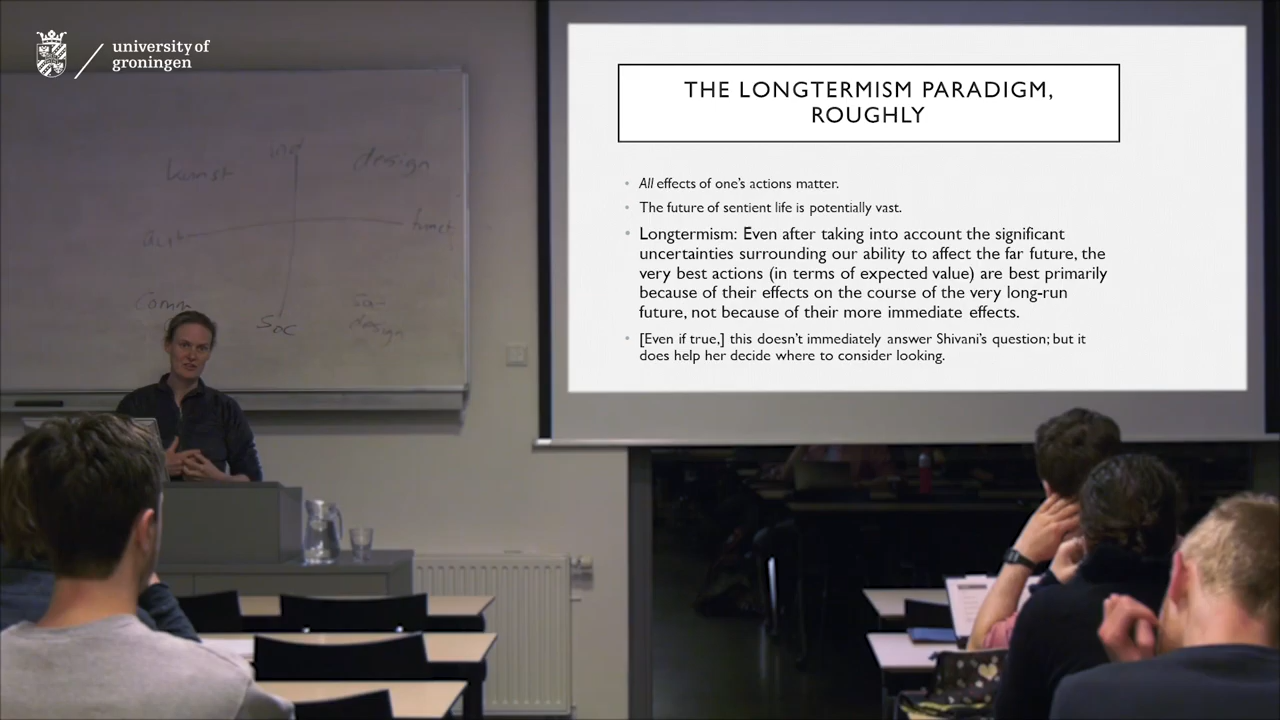 university of
groningen
THE LONGTERMISM PARADIGM,
ROUGHLY
• All effects of one's actions matter.
• The future of sentient life is potentially vast.
• Longtermism: Even after taking into account the significant
uncertainties surrounding our ability to affect the far future, the
very best actions (in terms of expected value) are best primarily
because of their effects on the course of the very long-run
future, not because of their more immediate effects.
• [Even if true,] this doesn't immediately answer Shivani's question; but it
does help her decide where to consider looking.
kunst
design
Soc
design